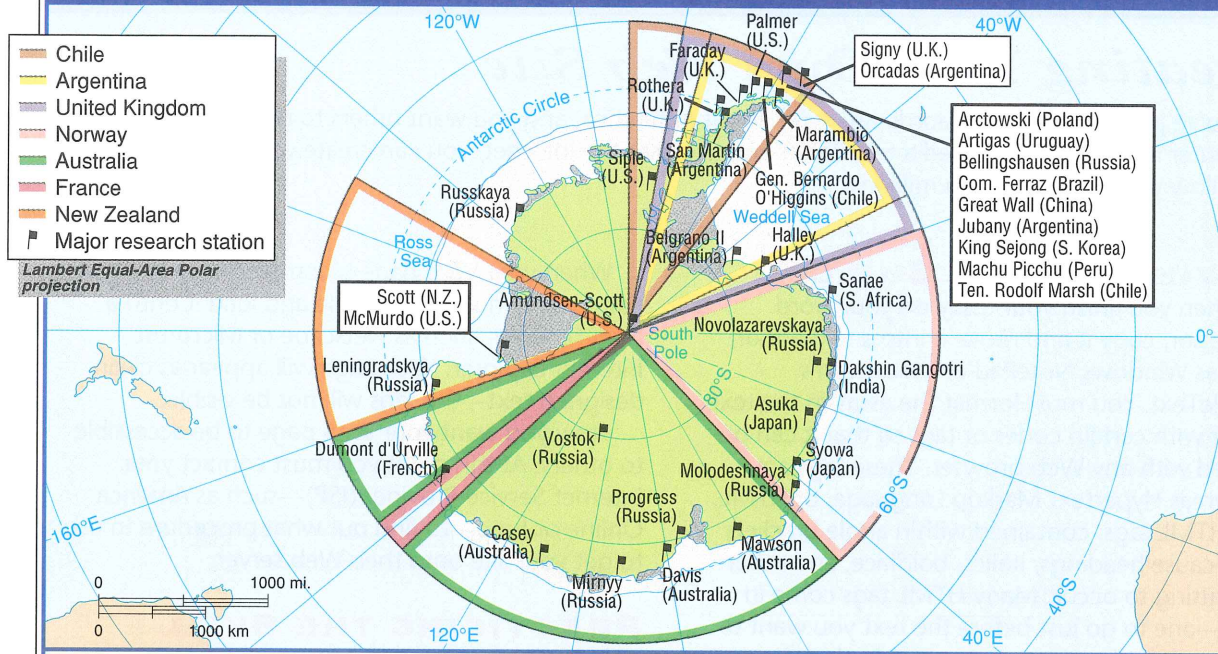 120°W
40°W
Chile
Argentina
United Kingdom
Norway
Australia
France
New Zealand
Major research station
Lambert Equal-Area Polar
projection
Palmer
(U.S.)
Faraday
(U.K.)
Rothera
(U.K.)
Signy (U.K.)
Orcadas (Argentina)
Arctowski (Poland)
Artigas (Uruguay)
Bellingshausen (Russia)
Com. Ferraz (Brazil)
Great Wall (China)
Jubany (Argentina)
King Sejong (S. Korea)
Machu Picchu (Peru)
Ten. Rodolf Marsh (Chile)
Antarctic Circle
Marambio
(Argentina)
San Martin
(Argentina)
Siple
(U.S.)
Gen. Bernardo
O'Higgins (Chile)
Russkaya
(Russia)
Weddell Sea
Ross
Sea
Belgrano II
(Argentina)
Halley
(U.K.)
Sanae
(S. Africa)
Scott (N.Z.)
McMurdo (U.S.)
Amundsen-Scott
(U.S.)
South
Pole
Novolazarevskaya
(Russia)
0°
Leningradskya
(Russia)
Dakshin Gangotri
(India)
80°S
Asuka
(Japan)
Dumont d'Urville
(French)
Vostok
(Russia)
Syowa
(Japan)
Molodeshnaya
(Russia)
60°S
Progress
(Russia)
160°E
Casey
(Australia)
Mawson
(Australia)
Mirnyy
(Russia)
Davis
(Australia)
0 1000 mi.
0 1000 km
40°S
120°E
40°E